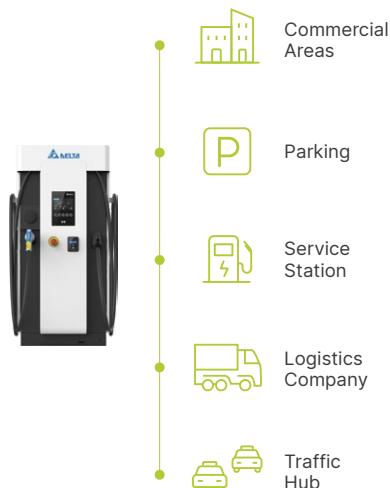 Commercial
Areas
P
Parking
DELTA
Service
Station
Logistics
Company
Traffic
Hub